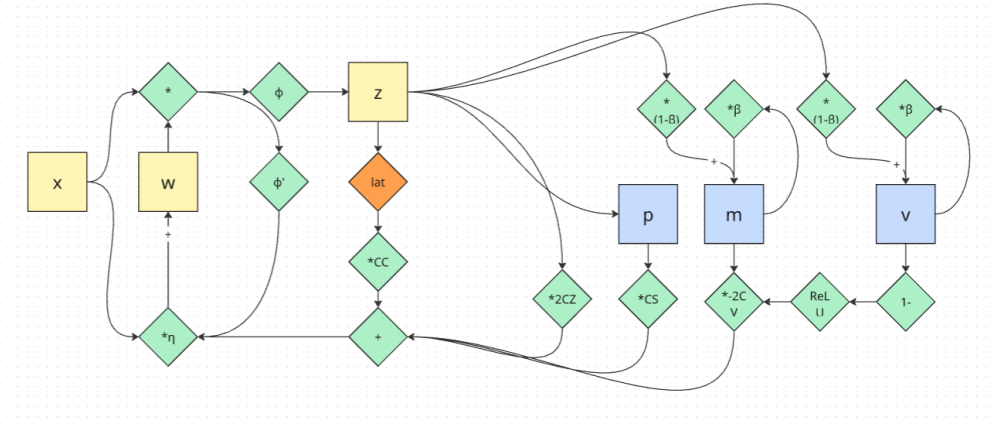 *
ϕ
z
*
(1-β)
*β
*
(1-β)
*β
x
w
ϕ'
lat
+
+
+
p
m
v
*CC
*2CZ
*CS
*-2C
V
ReL
U
1-
*η
+